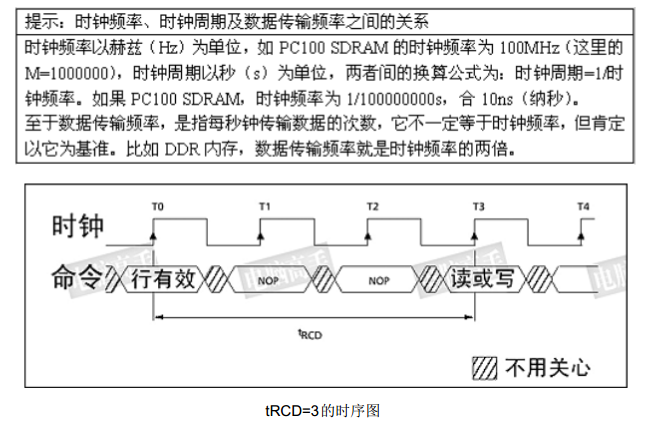 提示：时钟频率、时钟周期及数据传输频率之间的关系
时钟频率以赫兹（Hz）为单位，如 PC100 SDRAM 的时钟频率为 100MHz（这里的
M=1000000），时钟周期以秒（s）为单位，两者间的换算公式为：时钟周期=1/时
钟频率。如果 PC100 SDRAM，时钟频率为 1/100000000s，合 10ns（纳秒）。
至于数据传输频率，是指每秒钟传输数据的次数，它不一定等于时钟频率，但肯定
以它为基准。比如 DDR 内存，数据传输频率就是时钟频率的两倍。
T0 T1 T2 T3 T4
时钟
命令 行有效 NOP NOP 读或写
tRCD
不用关心
tRCD=3的时序图